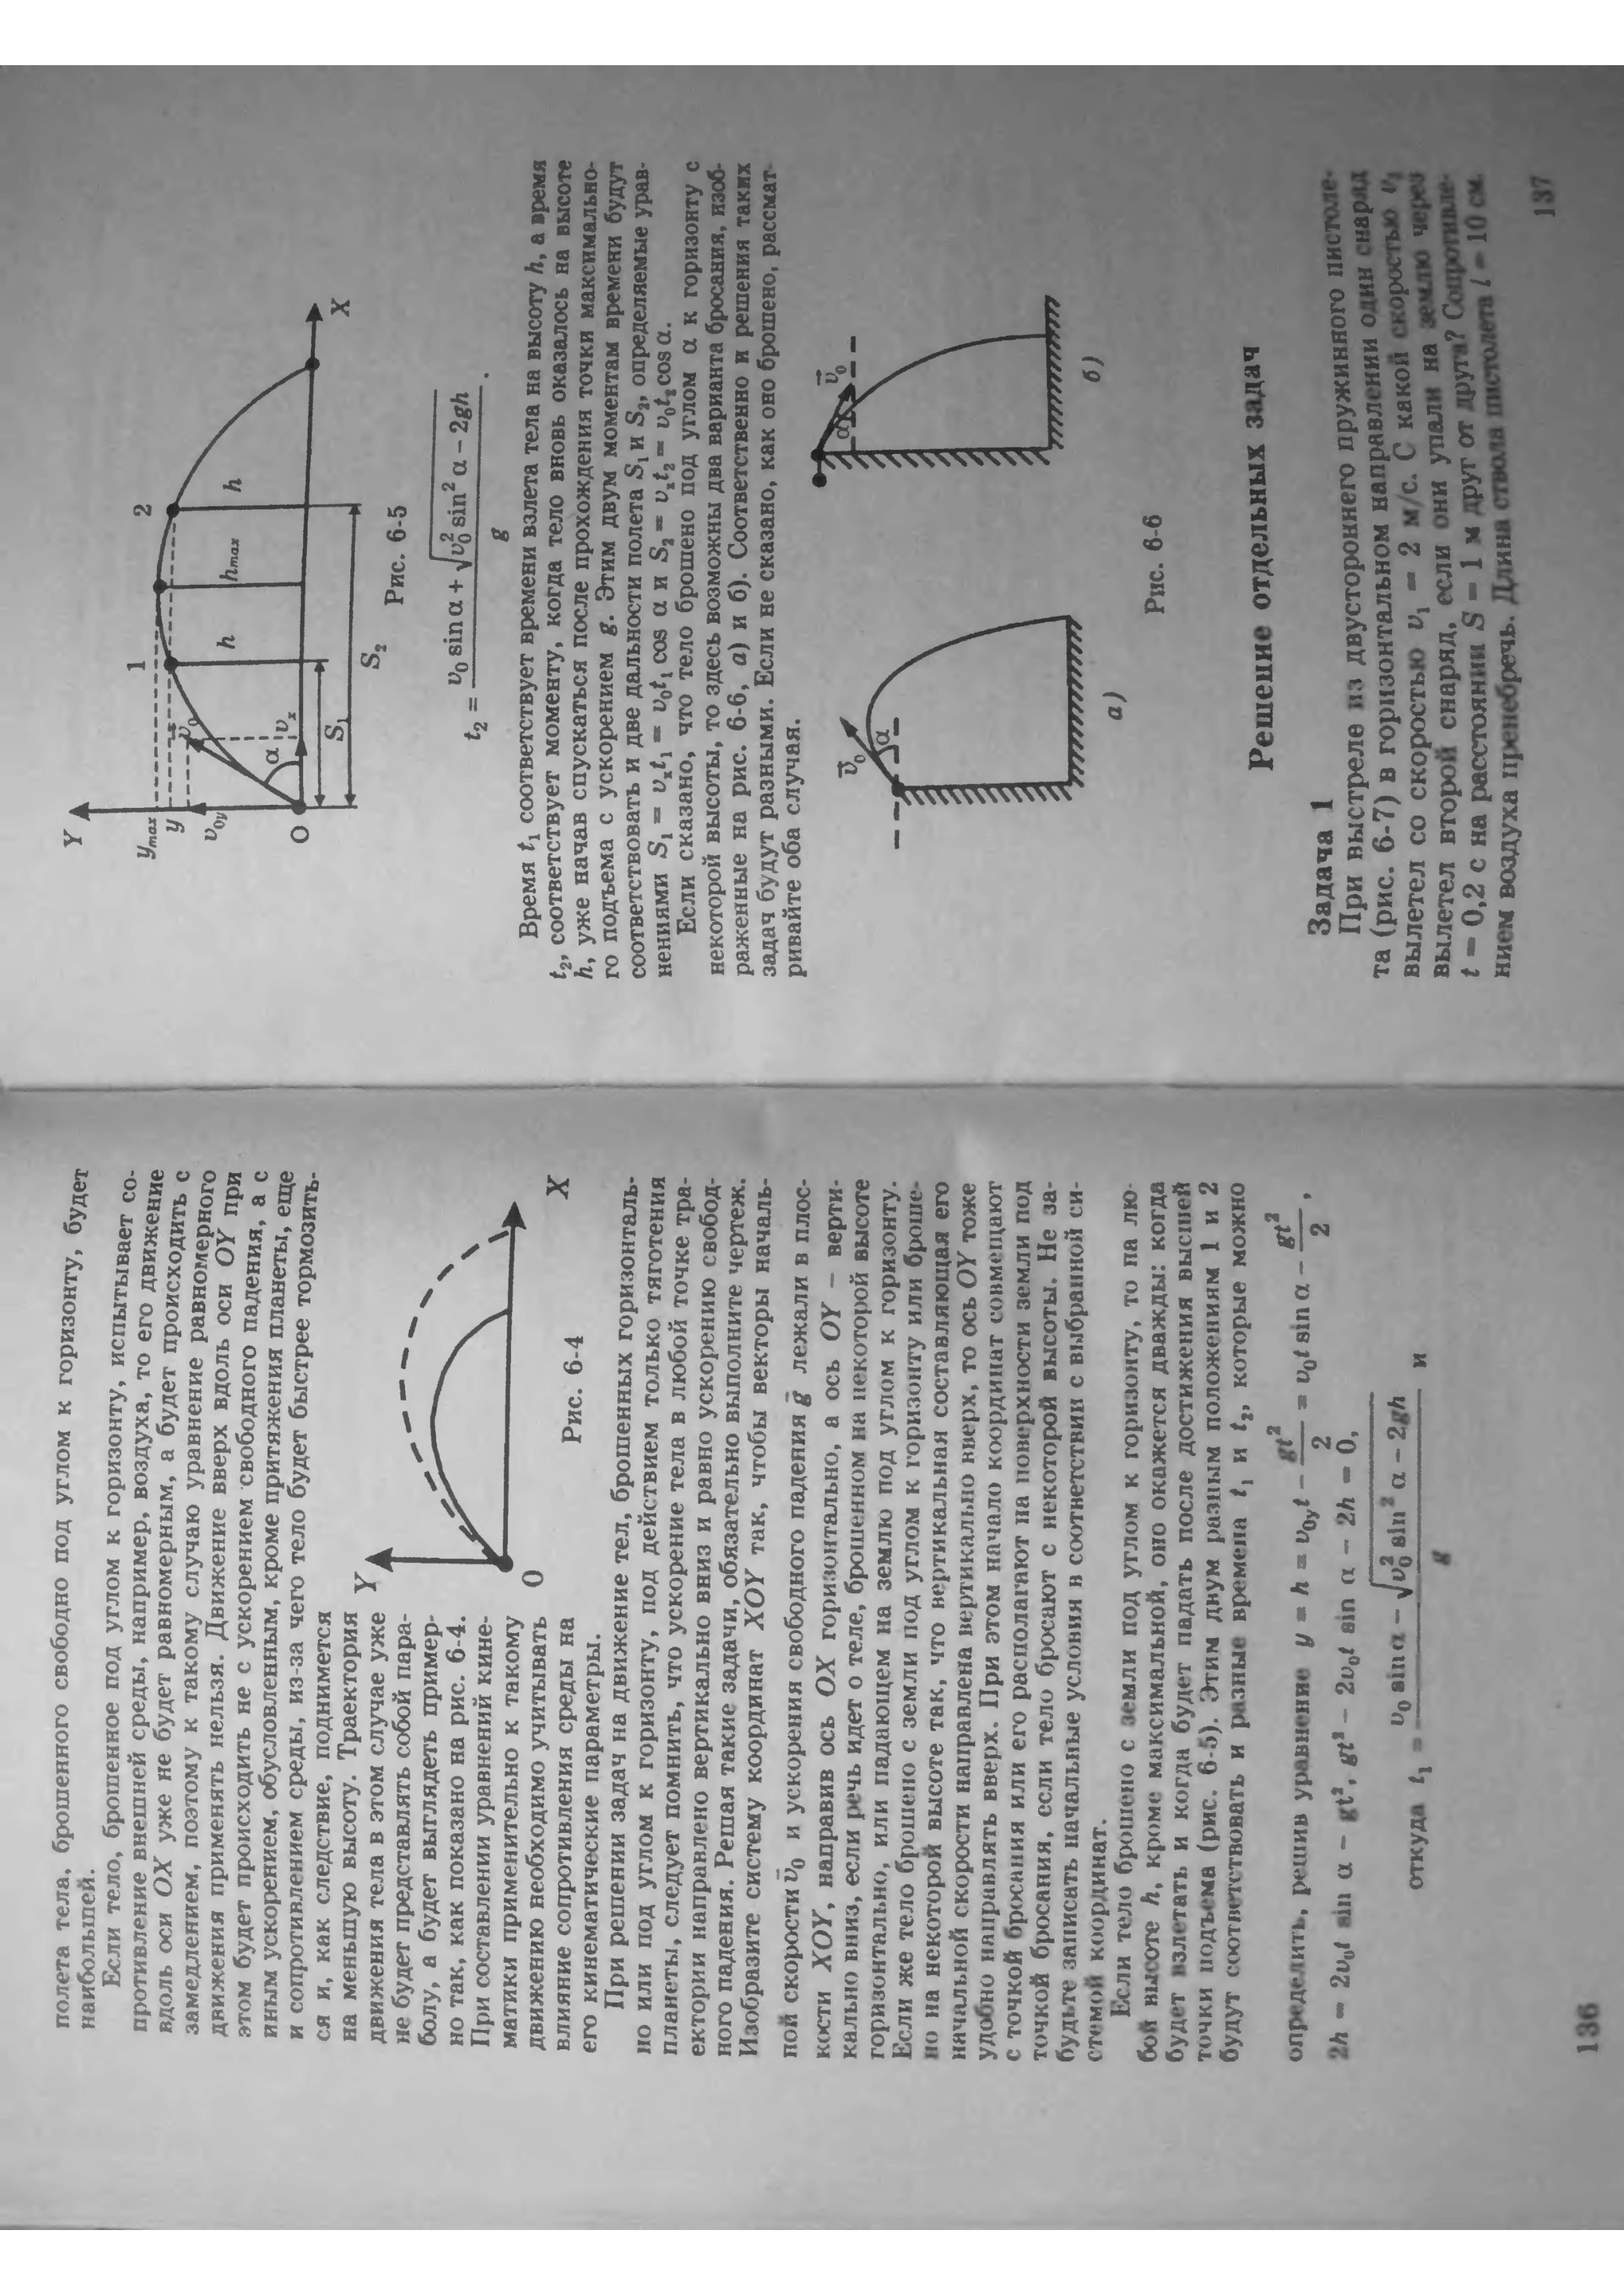 полета тела, брошенного свободно под углом к горизонту, будет
наибольшей.
Если тело, брошенное под углом к горизонту, испытывает со-
противление внешней среды, например, воздуха, то его движение
вдоль оси OX уже не будет равномерным, а будет происходить с
замедлением, поэтому к такому случаю уравнение равномерного
движения применять нельзя. Движение вверх вдоль оси OY при
этом будет происходить не с ускорением свободного падения, а с
иным ускорением, обусловленным, кроме притяжения планеты, еще
и сопротивлением среды, из-за чего тело будет быстрее тормозить-
ся и, как следствие, поднимется
на меньшую высоту. Траектория
движения тела в этом случае уже
не будет представлять собой пара-
болу, а будет выглядеть пример-
но так, как показано на рис. 6-4.
При составлении уравнений кине-
матики применительно к такому
движению необходимо учитывать
влияние сопротивления среды на
его кинематические параметры.
Y
O
X
Рис. 6-4
При решении задач на движение тел, брошенных горизонталь-
но или под углом к горизонту, под действием только тяготения
планеты, следует помнить, что ускорение тела в любой точке тра-
ектории направлено вертикально вниз и равно ускорению свобод-
ного падения. Решая такие задачи, обязательно выполните чертеж.
Изобразите систему координат XOY так, чтобы векторы началь-
ной скорости v̄₀ и ускорения свободного падения ḡ лежали в плос-
кости XOY, направив ось OX горизонтально, а ось OY – верти-
кально вниз, если речь идет о теле, брошенном на некоторой высоте
горизонтально, или падающем на землю под углом к горизонту.
Если же тело брошено с земли под углом к горизонту или броше-
но на некоторой высоте так, что вертикальная составляющая его
начальной скорости направлена вертикально вверх, то ось OY тоже
удобно направлять вверх. При этом начало координат совмещают
с точкой бросания или его располагают на поверхности земли под
точкой бросания, если тело бросают с некоторой высоты. Не за-
будьте записать начальные условия в соответствии с выбранной си-
стемой координат.
Если тело брошено с земли под углом к горизонту, то на лю-
бой высоте h, кроме максимальной, оно окажется дважды: когда
будет взлетать и когда будет падать после достижения высшей
точки подъема (рис. 6-5). Этим двум разным положениям 1 и 2
будут соответствовать и разные времена t₁ и t₂, которые можно
определить, решив уравнение y = h = v₀yt – gt²/2 = v₀t sin α – gt²/2,
2h = 2v₀t sin α – gt², gt² – 2v₀t sin α – 2h = 0,
откуда t₁ = (v₀ sin α – √(v₀² sin² α – 2gh))/g и
136
Y
yₘₐₓ
y
v₀y
O
v₀
vₓ
α
1
2
h
hₘₐₓ
h
S₁
S₂
X
Рис. 6-5
t₂ = (v₀ sin α + √(v₀² sin² α – 2gh))/g.
Время t₁ соответствует времени взлета тела на высоту h, а время
t₂, соответствует моменту, когда тело вновь оказалось на высоте
h, уже начав спускаться после прохождения точки максимально-
го подъема с ускорением g. Этим двум моментам времени будут
соответствовать и две дальности полета S₁ и S₂, определяемые урав-
нениями S₁ = vₓt₁ = v₀t₁ cos α и S₂ = vₓt₂ = v₀t₂ cos α.
Если сказано, что тело брошено под углом α к горизонту с
некоторой высоты, то здесь возможны два варианта бросания, изоб-
раженные на рис. 6-6, а) и б). Соответственно и решения таких
задач будут разными. Если не сказано, как оно брошено, рассмат-
ривайте оба случая.
v̄₀
α
а)
α
v̄₀
б)
Рис. 6-6
Решение отдельных задач
Задача 1
При выстреле из двустороннего пружинного пистоле-
та (рис. 6-7) в горизонтальном направлении один снаряд
вылетел со скоростью v₁ = 2 м/с. С какой скоростью v₂
вылетел второй снаряд, если они упали на землю через
t = 0,2 с на расстоянии S = 1 м друг от друга? Сопротивле-
нием воздуха пренебречь. Длина ствола пистолета l = 10 см.
137